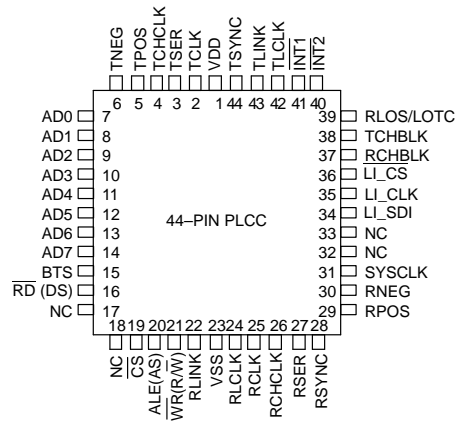 TNEG TPOS TCHCLK TSER TCLK VDD TSYNC TLINK TLCLK INT1 INT2
6 5 4 3 2 1 44 43 42 41 40
AD0 7 39 RLOS/LOTC
AD1 8 38 TCHBLK
AD2 9 37 RCHBLK
AD3 10 36 LI_CS
AD4 11 35 LI_CLK
AD5 12 34 LI_SDI
44–PIN PLCC
AD6 13 33 NC
AD7 14 32 NC
BTS 15 31 SYSCLK
RD (DS) 16 30 RNEG
NC 17 29 RPOS
18 19 20 21 22 23 24 25 26 27 28
NC CS ALE(AS) WR(R/W) RLINK VSS RLCLK RCLK RCHCLK RSER RSYNC